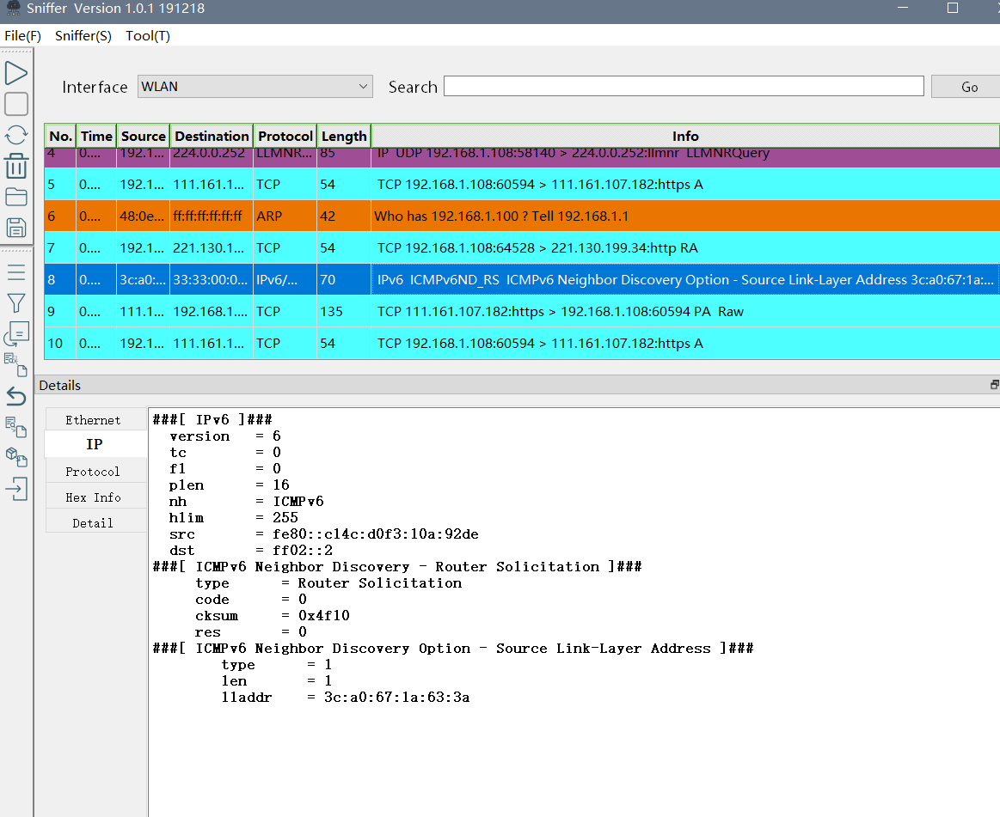 Sniffer Version 1.0.1 191218
File(F) Sniffer(S) Tool(T)
Interface WLAN Search Go
No. Time Source Destination Protocol Length Info
4 0.... 192.1... 224.0.0.252 LLMNR... 85 IP UDP 192.168.1.108:58140 > 224.0.0.252:llmnr LLMNRQuery
5 0.... 192.1... 111.161.1... TCP 54 TCP 192.168.1.108:60594 > 111.161.107.182:https A
6 0.... 48:0e... ff:ff:ff:ff:ff:ff ARP 42 Who has 192.168.1.100 ? Tell 192.168.1.1
7 0.... 192.1... 221.130.1... TCP 54 TCP 192.168.1.108:64528 > 221.130.199.34:http RA
8 0.... 3c:a0:... 33:33:00:0... IPv6/... 70 IPv6 ICMPv6ND_RS ICMPv6 Neighbor Discovery Option - Source Link-Layer Address 3c:a0:67:1a:...
9 0.... 111.1... 192.168.1.... TCP 135 TCP 111.161.107.182:https > 192.168.1.108:60594 PA Raw
10 0.... 192.1... 111.161.1... TCP 54 TCP 192.168.1.108:60594 > 111.161.107.182:https A
Details
Ethernet
IP
Protocol
Hex Info
Detail
###[ IPv6 ]###
version = 6
tc = 0
fl = 0
plen = 16
nh = ICMPv6
hlim = 255
src = fe80::c14c:d0f3:10a:92de
dst = ff02::2
###[ ICMPv6 Neighbor Discovery - Router Solicitation ]###
type = Router Solicitation
code = 0
cksum = 0x4f10
res = 0
###[ ICMPv6 Neighbor Discovery Option - Source Link-Layer Address ]###
type = 1
len = 1
lladdr = 3c:a0:67:1a:63:3a